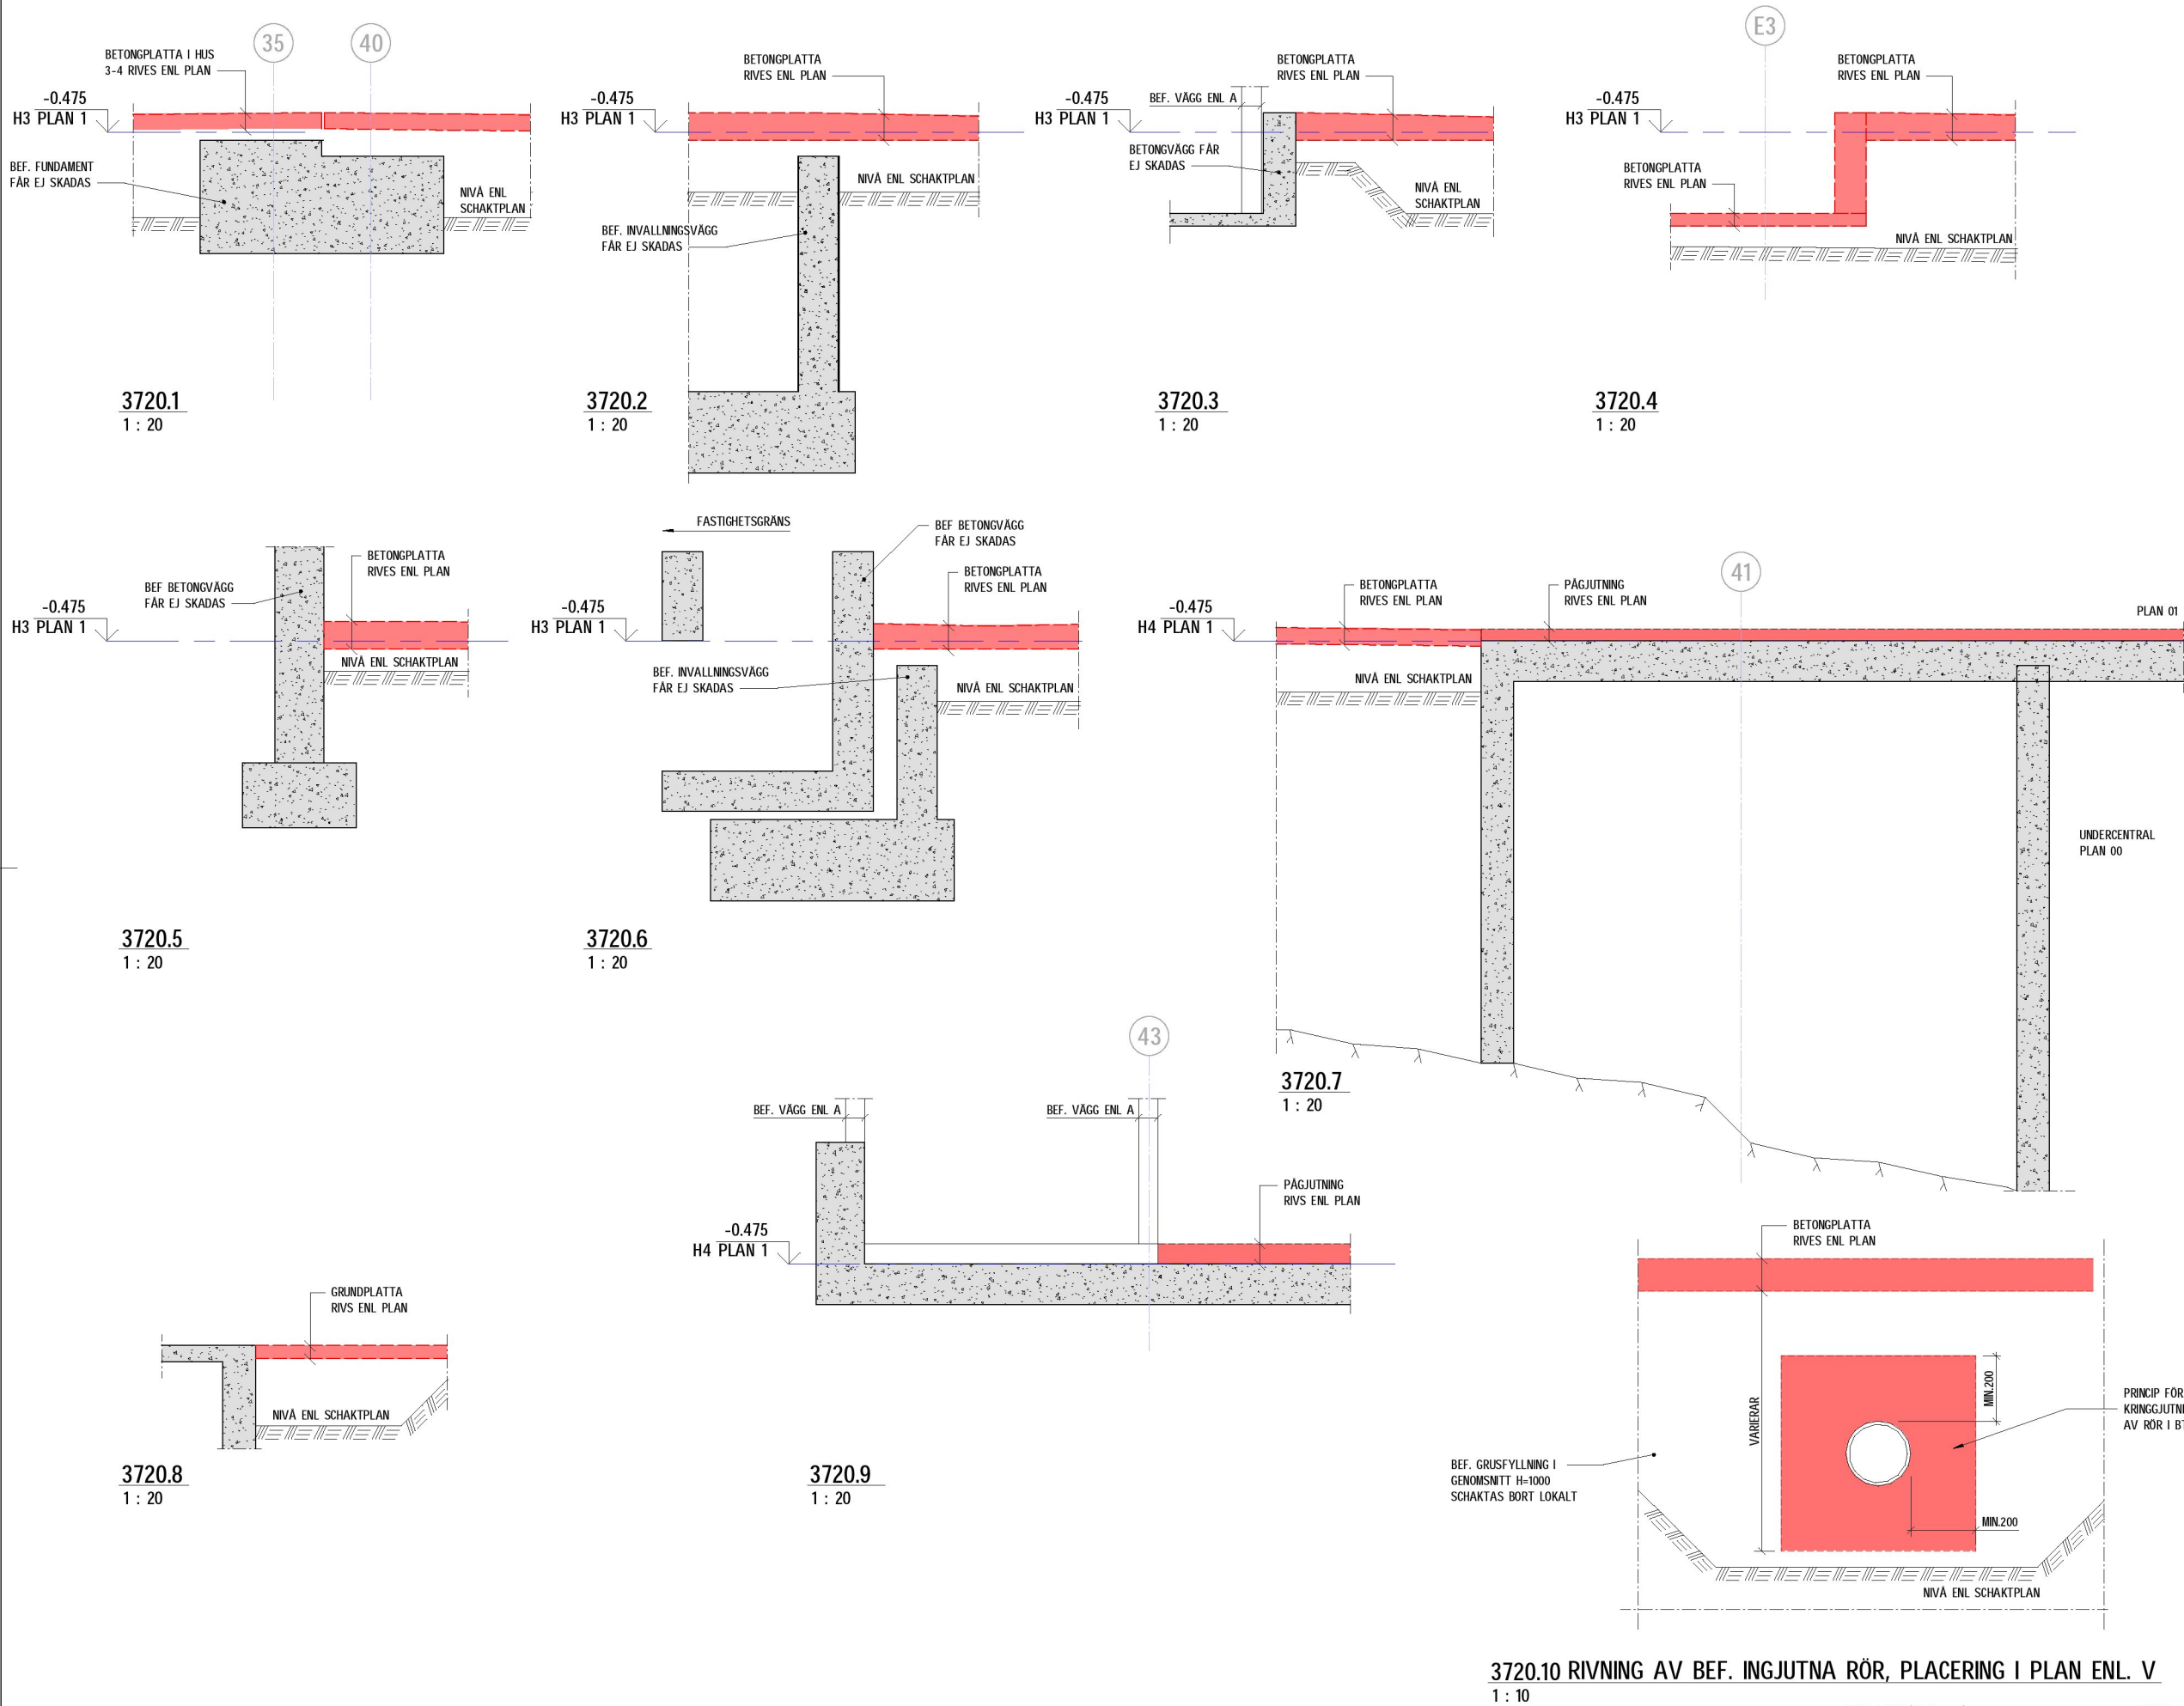 35
40
BETONGPLATTA I HUS
3-4 RIVES ENL PLAN
-0.475
H3 PLAN 1
BEF. FUNDAMENT
FÅR EJ SKADAS
NIVÅ ENL
SCHAKTPLAN
3720.1
1 : 20
BETONGPLATTA
RIVES ENL PLAN
-0.475
H3 PLAN 1
NIVÅ ENL SCHAKTPLAN
BEF. INVALLNINGSVÄGG
FÅR EJ SKADAS
3720.2
1 : 20
BETONGPLATTA
RIVES ENL PLAN
BEF. VÄGG ENL A
-0.475
H3 PLAN 1
BETONGVÄGG FÅR
EJ SKADAS
NIVÅ ENL
SCHAKTPLAN
3720.3
1 : 20
E3
BETONGPLATTA
RIVES ENL PLAN
-0.475
H3 PLAN 1
BETONGPLATTA
RIVES ENL PLAN
NIVÅ ENL SCHAKTPLAN
3720.4
1 : 20
BETONGPLATTA
RIVES ENL PLAN
BEF BETONGVÄGG
FÅR EJ SKADAS
-0.475
H3 PLAN 1
NIVÅ ENL SCHAKTPLAN
3720.5
1 : 20
FASTIGHETSGRÄNS
BEF BETONGVÄGG
FÅR EJ SKADAS
BETONGPLATTA
RIVES ENL PLAN
-0.475
H3 PLAN 1
BEF. INVALLNINGSVÄGG
FÅR EJ SKADAS
NIVÅ ENL SCHAKTPLAN
3720.6
1 : 20
41
BETONGPLATTA
RIVES ENL PLAN
PÅGJUTNING
RIVES ENL PLAN
-0.475
H4 PLAN 1
PLAN 01
NIVÅ ENL SCHAKTPLAN
UNDERCENTRAL
PLAN 00
3720.7
1 : 20
GRUNDPLATTA
RIVS ENL PLAN
NIVÅ ENL SCHAKTPLAN
3720.8
1 : 20
43
BEF. VÄGG ENL A
BEF. VÄGG ENL A
PÅGJUTNING
RIVS ENL PLAN
-0.475
H4 PLAN 1
3720.9
1 : 20
BETONGPLATTA
RIVES ENL PLAN
VARIERAR
MIN.200
PRINCIP FÖR
KRINGGJUTNI
AV RÖR I B
BEF. GRUSFYLLNING I
GENOMSNITT H=1000
SCHAKTAS BORT LOKALT
MIN.200
NIVÅ ENL SCHAKTPLAN
3720.10 RIVNING AV BEF. INGJUTNA RÖR, PLACERING I PLAN ENL. V
1 : 10